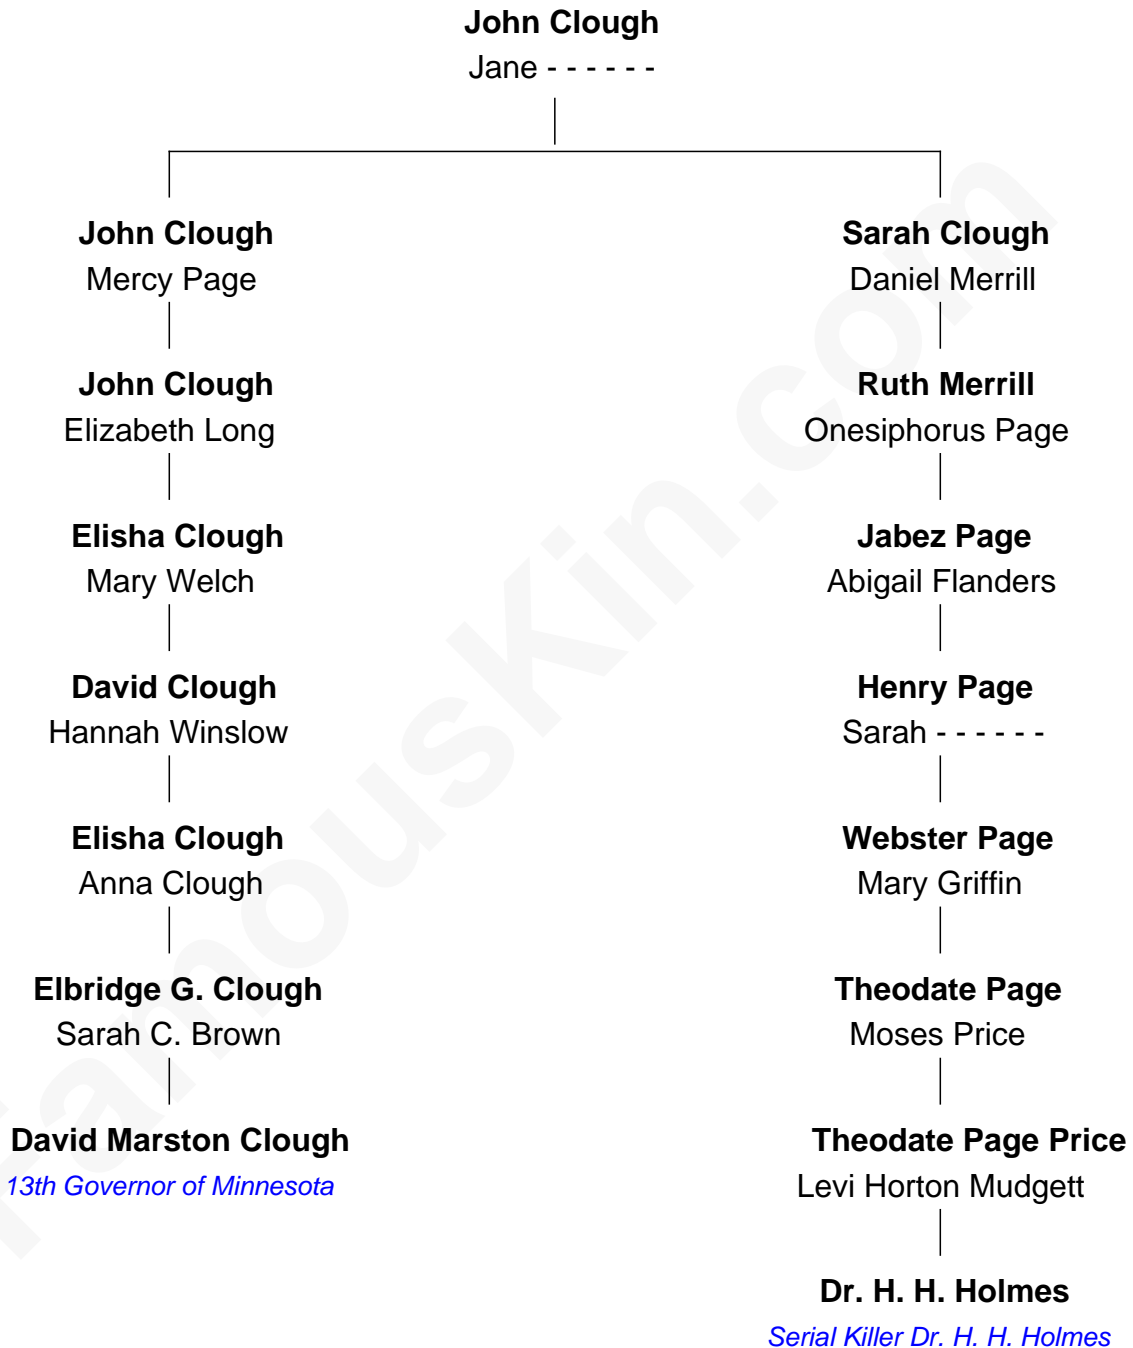 John Clough
Jane - - - - - -
John Clough
Mercy Page
Sarah Clough
Daniel Merrill
John Clough
Elizabeth Long
Ruth Merrill
Onesiphorus Page
Elisha Clough
Mary Welch
Jabez Page
Abigail Flanders
David Clough
Hannah Winslow
Henry Page
Sarah - - - - - -
Elisha Clough
Anna Clough
Webster Page
Mary Griffin
Elbridge G. Clough
Sarah C. Brown
Theodate Page
Moses Price
David Marston Clough
13th Governor of Minnesota
Theodate Page Price
Levi Horton Mudgett
Dr. H. H. Holmes
Serial Killer Dr. H. H. Holmes
FamousKin.com